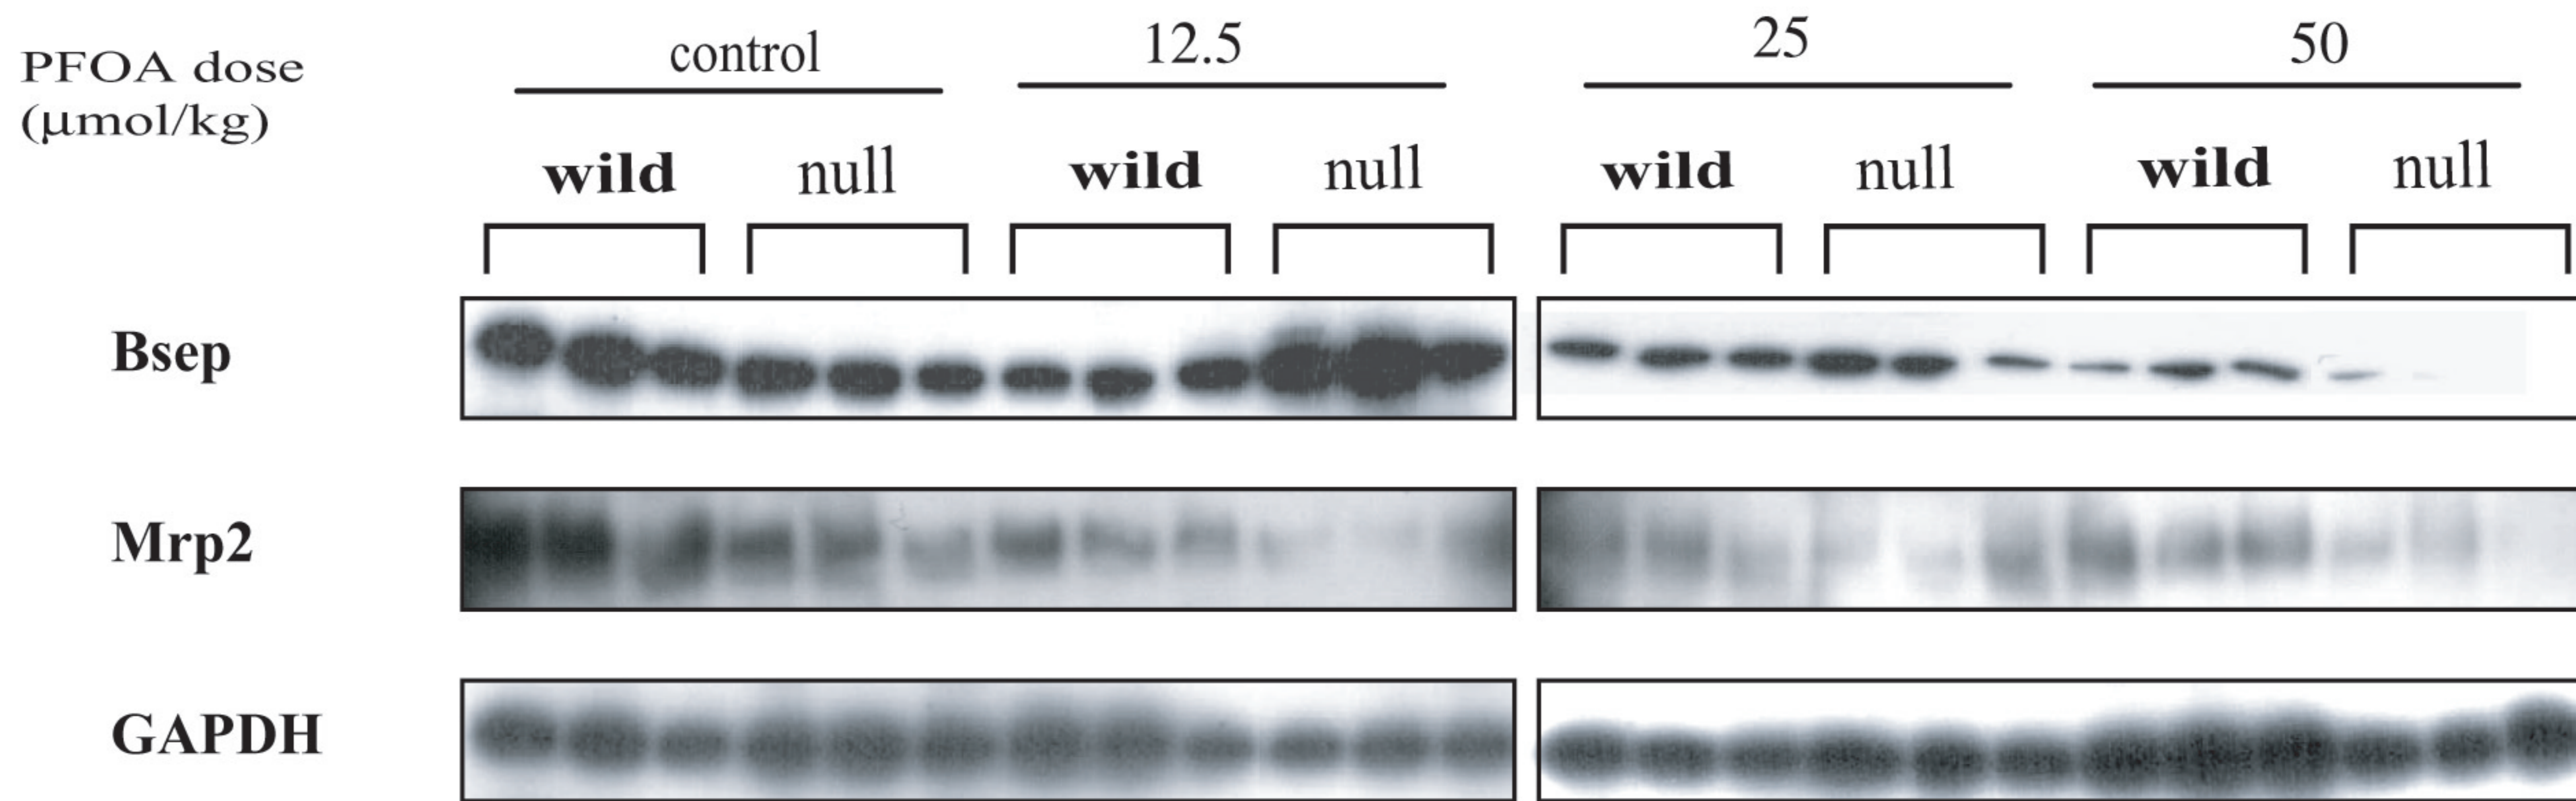 PFOA dose
(μmol/kg)
control 12.5 25 50
wild null wild null wild null wild null
Bsep
Mrp2
GAPDH